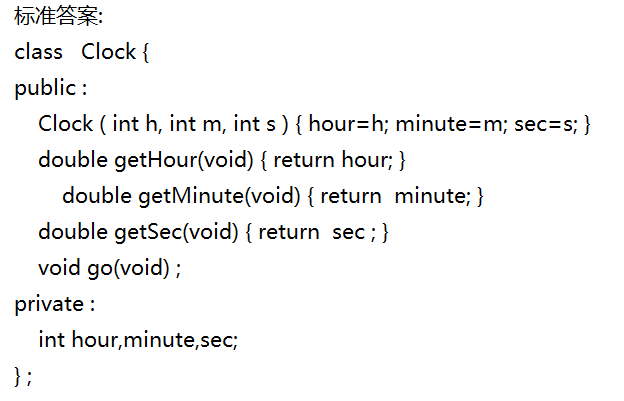 标准答案:
class   Clock {
public :
    Clock ( int h, int m, int s ) { hour=h; minute=m; sec=s; }
    double getHour(void) { return hour; }
        double getMinute(void) { return  minute; }
    double getSec(void) { return  sec ; }
    void go(void) ;
private :
    int hour,minute,sec;
} ;